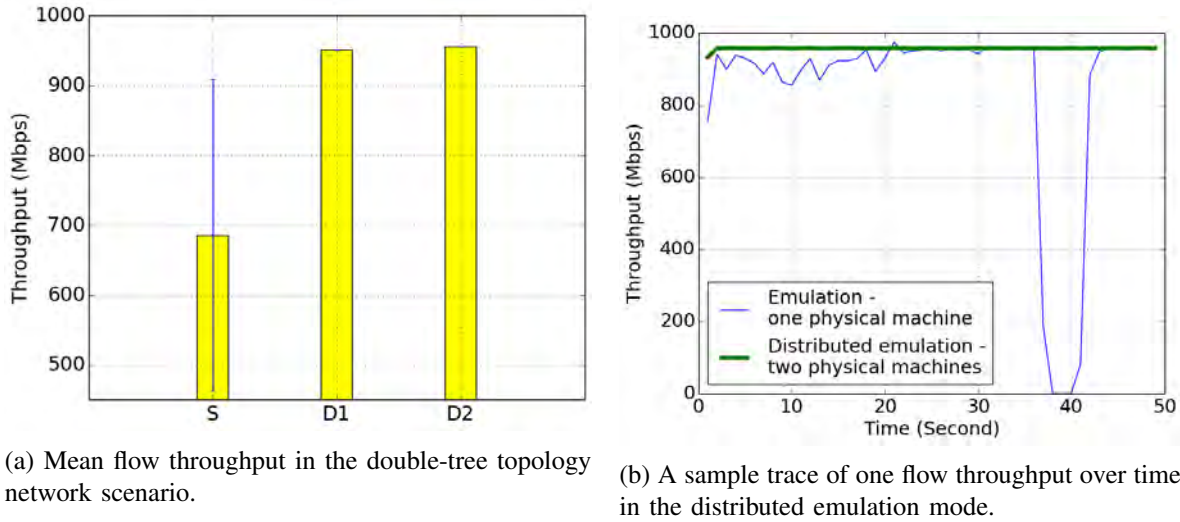 1000
900
800
700
600
500
Throughput (Mbps)
S D1 D2
(a) Mean flow throughput in the double-tree topology
network scenario.
1000
800
600
400
200
0
Throughput (Mbps)
Emulation -
one physical machine
Distributed emulation -
two physical machines
0 10 20 30 40 50
Time (Second)
(b) A sample trace of one flow throughput over time
in the distributed emulation mode.